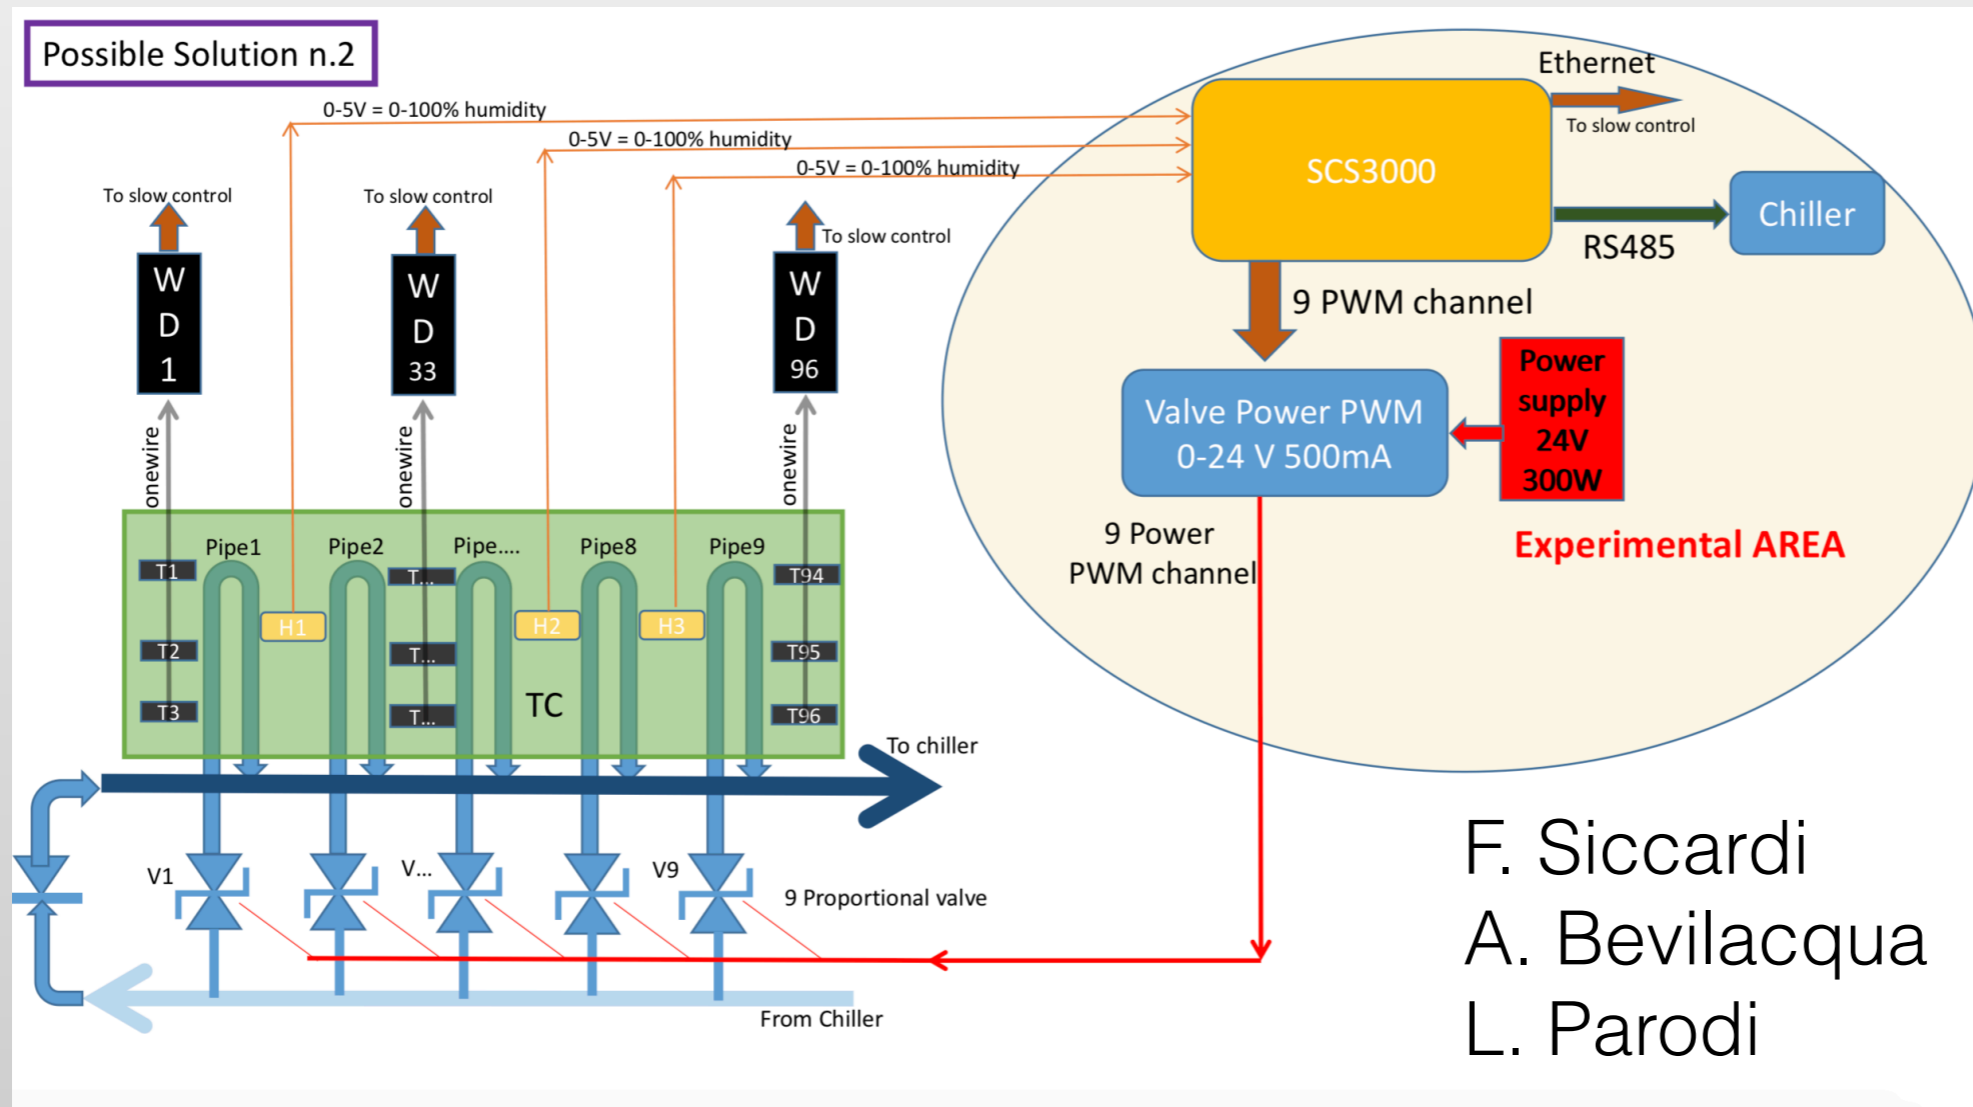 Possible Solution n.2
0-5V = 0-100% humidity
0-5V = 0-100% humidity
0-5V = 0-100% humidity
Ethernet
To slow control
SCS3000
Chiller
RS485
To slow control
To slow control
To slow control
W
D
1
W
D
33
W
D
96
9 PWM channel
Valve Power PWM
0-24 V 500mA
Power
supply
24V
300W
Experimental AREA
9 Power
PWM channel
onewire
onewire
onewire
Pipe1
Pipe2
Pipe....
Pipe8
Pipe9
T1
T...
T94
H1
H2
H3
T2
T...
T95
T3
T...
T96
TC
To chiller
V1
V...
V9
9 Proportional valve
From Chiller
F. Siccardi
A. Bevilacqua
L. Parodi